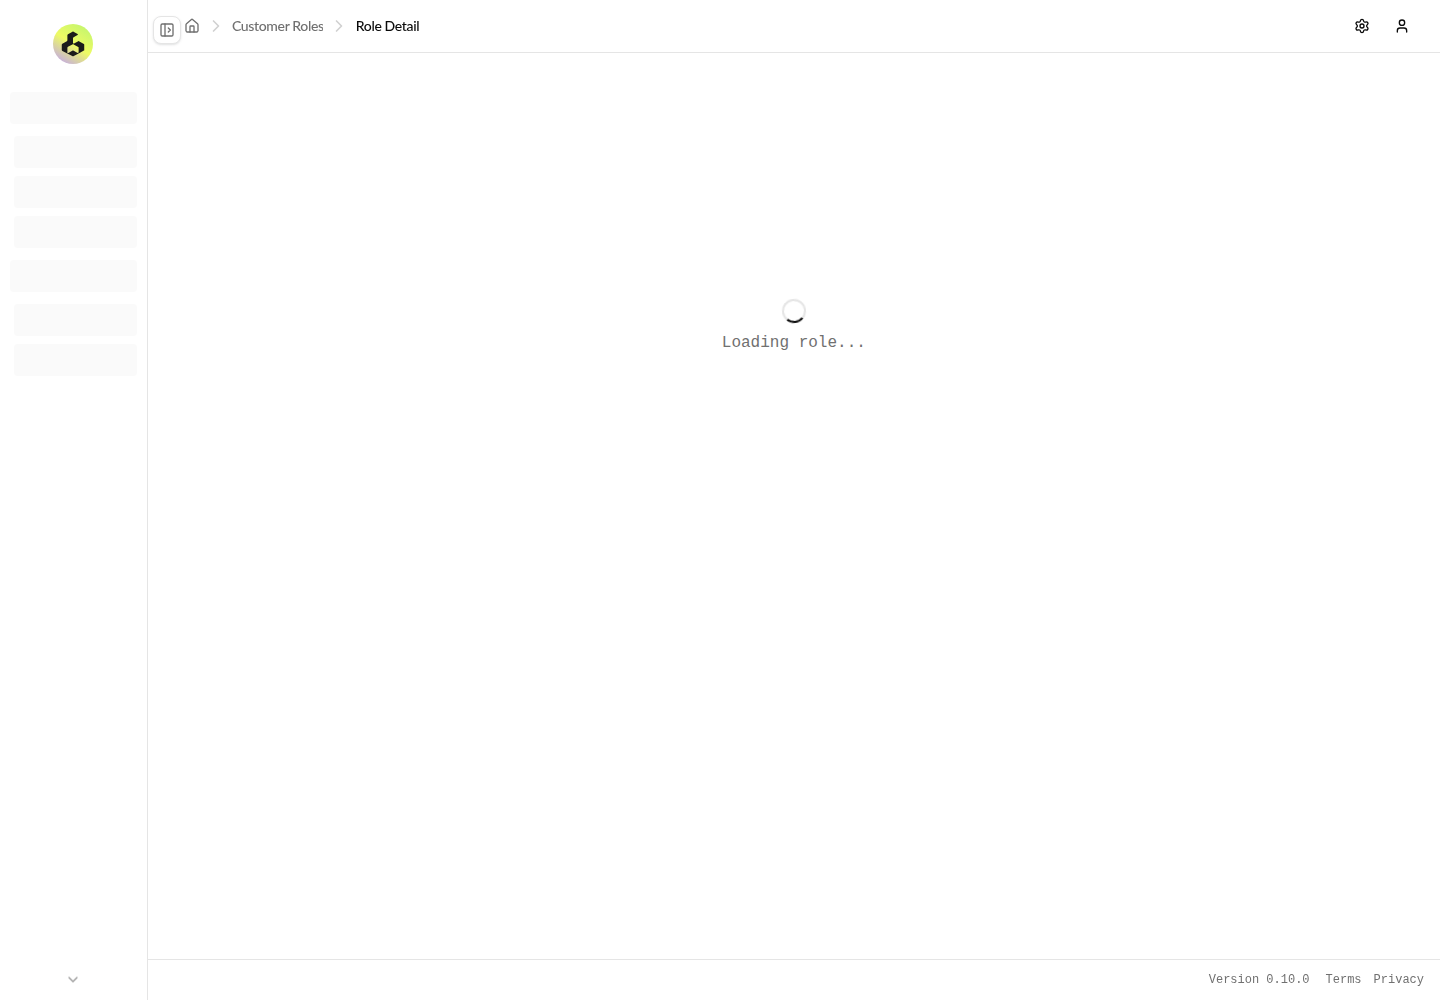 Customer Roles
Role Detail
Loading role...
Version 0.10.0
Terms
Privacy